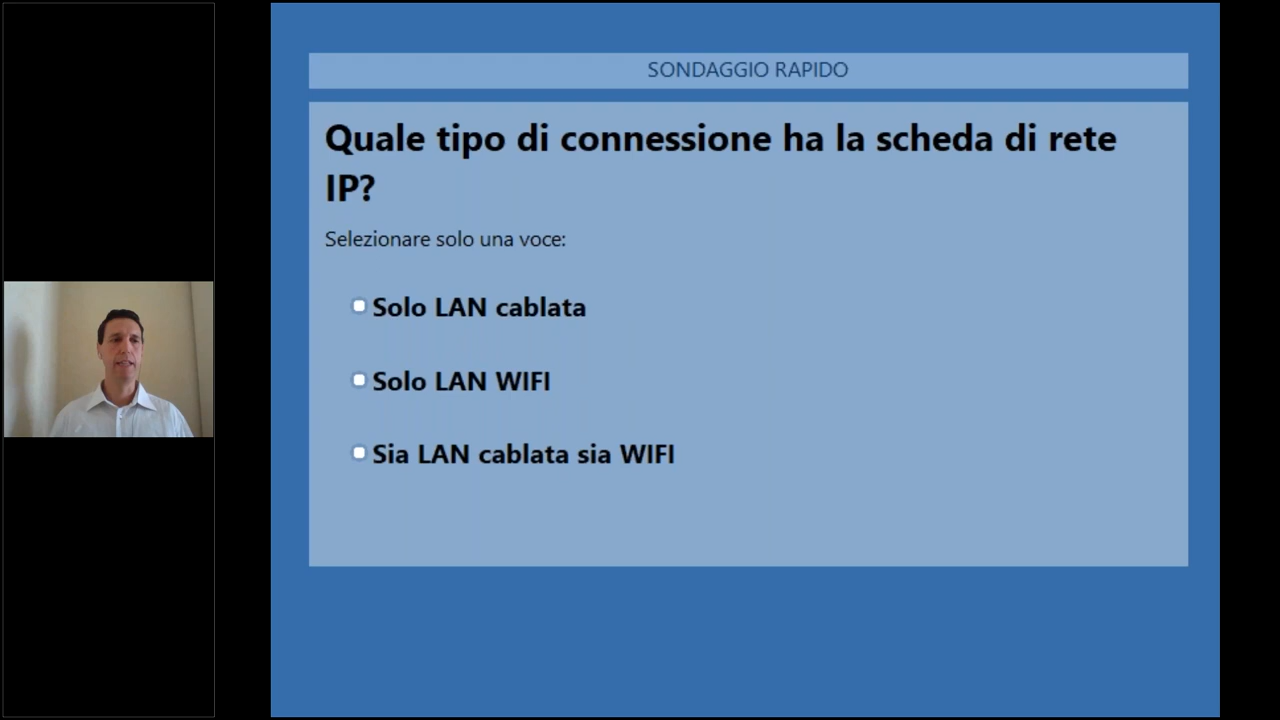 SONDAGGIO RAPIDO
Quale tipo di connessione ha la scheda di rete
IP?
Selezionare solo una voce:
Solo LAN cablata
Solo LAN WIFI
Sia LAN cablata sia WIFI